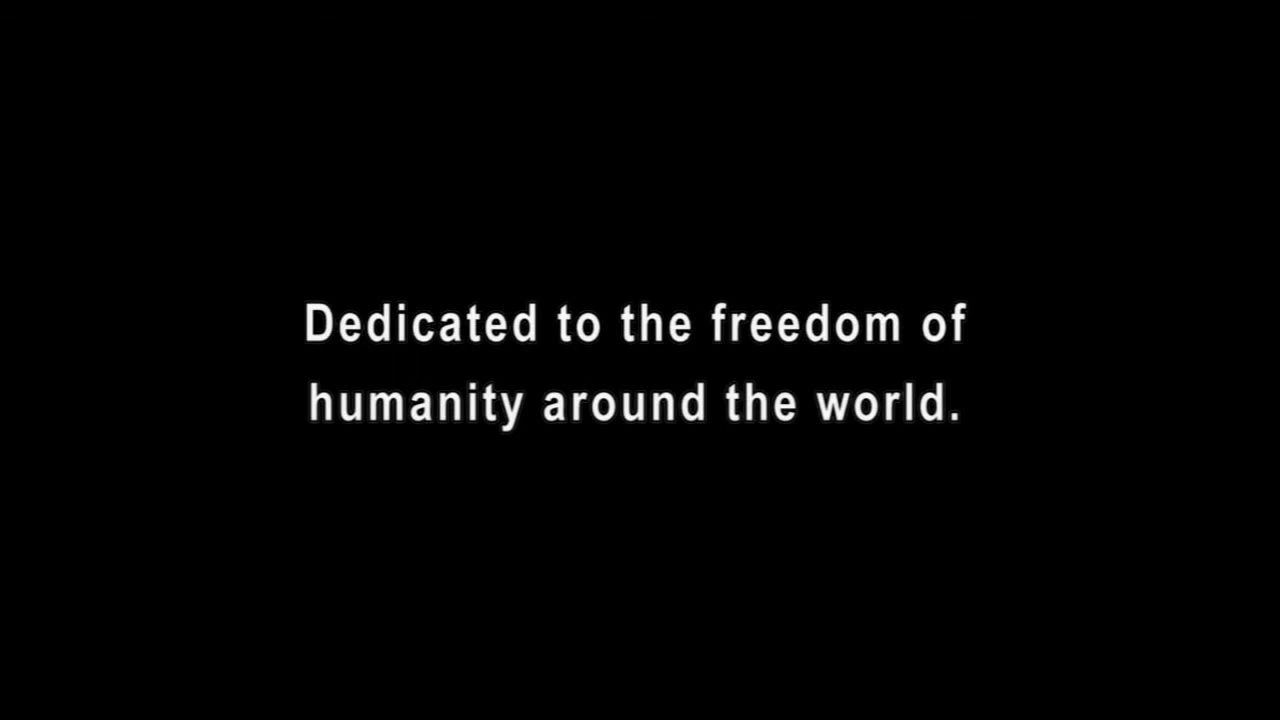 Dedicated to the freedom of
humanity around the world.